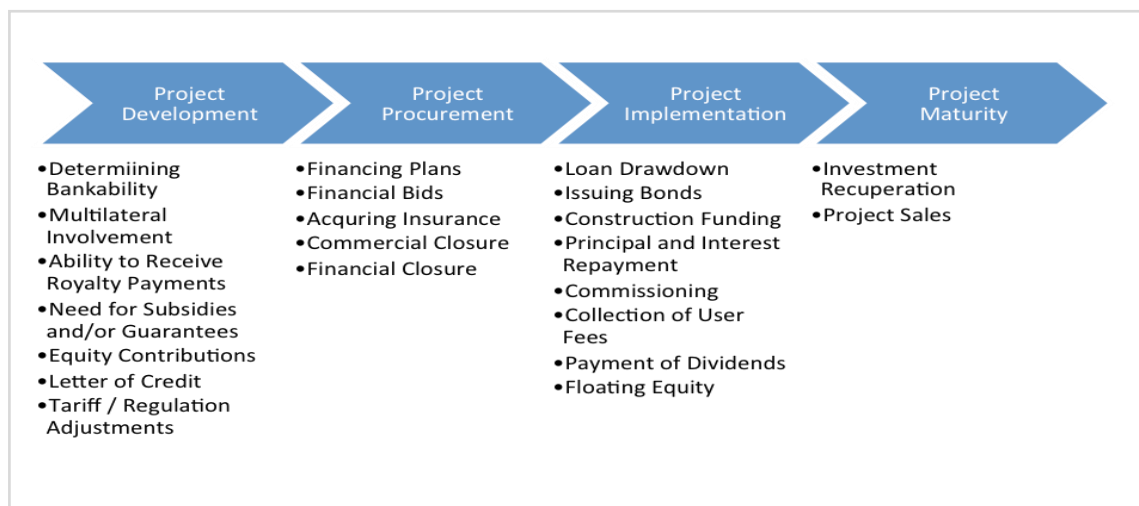 Project
Development
Project
Procurement
Project
Implementation
Project
Maturity
•Determiining
Bankability
•Multilateral
Involvement
•Ability to Receive
Royalty Payments
•Need for Subsidies
and/or Guarantees
•Equity Contributions
•Letter of Credit
•Tariff / Regulation
Adjustments
•Financing Plans
•Financial Bids
•Acquring Insurance
•Commercial Closure
•Financial Closure
•Loan Drawdown
•Issuing Bonds
•Construction Funding
•Principal and Interest
Repayment
•Commissioning
•Collection of User
Fees
•Payment of Dividends
•Floating Equity
•Investment
Recuperation
•Project Sales